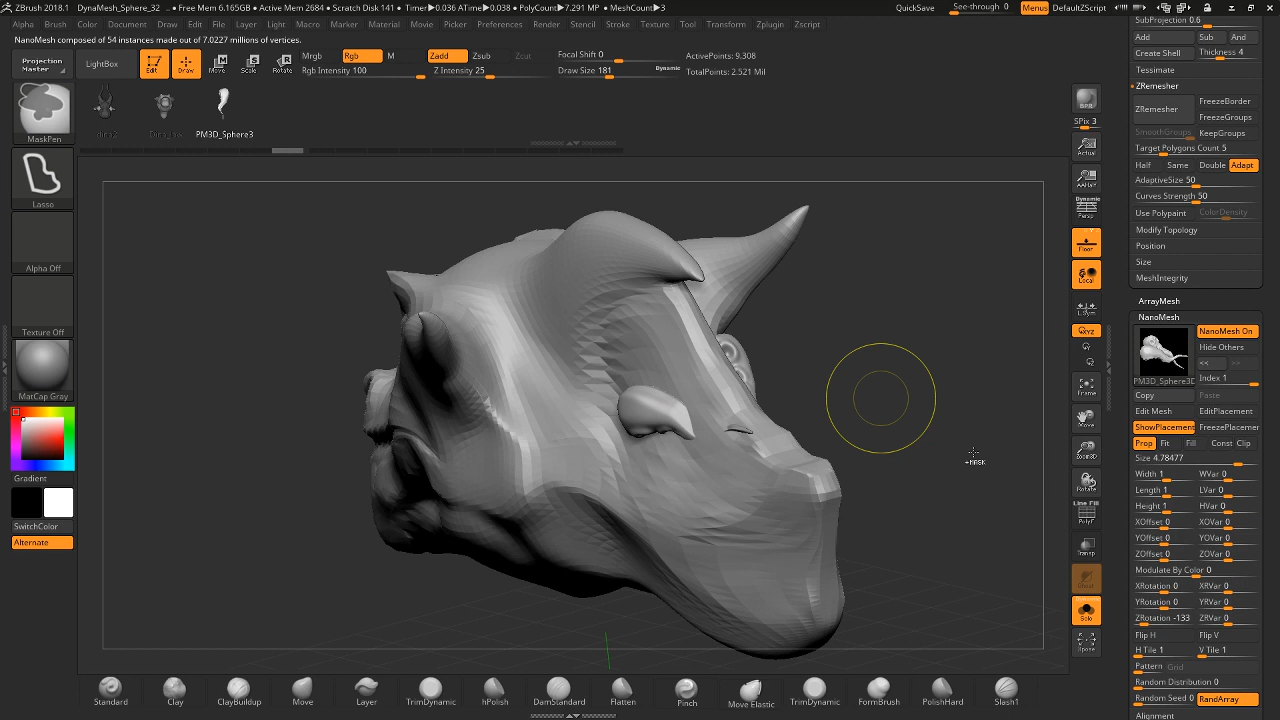 ZBrush 2018.1 DynaMesh_Sphere_32 .. • Free Mem 6.165GB • Active Mem 2684 • Scratch Disk 141 • Timer▶0.036 ATime▶0.038 • PolyCount▶7.291 MP • MeshCount▶3 QuickSave See-through 0 Menus DefaultZScript
Alpha Brush Color Document Draw Edit File Layer Light Macro Marker Material Movie Picker Preferences Render Stencil Stroke Texture Tool Transform Zplugin Zscript
NanoMesh composed of 54 instances made out of 7.0227 millions of vertices.
Projection Master
LightBox
Edit Draw Move Scale Rotate
Mrgb Rgb M Zadd Zsub Zcut
Rgb Intensity 100 Z Intensity 25
Focal Shift 0
Draw Size 181 Dynamic
ActivePoints: 9,308
TotalPoints: 2.521 Mil
MaskPen
PM3D_Sphere3
Lasso
Alpha Off
Texture Off
MatCap Gray
Gradient
SwitchColor
Alternate
+MASK
BPR
SPix 3
Actual
AAHalf
Dynamic
Persp
Floor
Local
L.Sym
Qxyz
Frame
Move
Zoom3D
Rotate
Line Fill
PolyF
Transp
Ghost
Dynamic
Solo
Xpose
SubProjection 0.6
Add Sub And
Create Shell Thickness 4
Tessimate
ZRemesher
ZRemesher FreezeBorder
FreezeGroups
SmoothGroups KeepGroups
Target Polygons Count 5
Half Same Double Adapt
AdaptiveSize 50
Curves Strength 50
Use Polypaint ColorDensity
Modify Topology
Position
Size
MeshIntegrity
ArrayMesh
NanoMesh
NanoMesh On
Hide Others
<< >>
PM3D_Sphere3D Index 1
Copy Paste
Edit Mesh EditPlacement
ShowPlacement FreezePlacemen
Prop Fit Fill Const Clip
Size 4.78477
Width 1 WVar 0
Length 1 LVar 0
Height 1 HVar 0
XOffset 0 XOVar 0
YOffset 0 YOVar 0
ZOffset 0 ZOVar 0
Modulate By Color 0
XRotation 0 XRVar 0
YRotation 0 YRVar 0
ZRotation -133 ZRVar 0
Flip H Flip V
H Tile 1 V Tile 1
Pattern Grid
Random Distribution 0
Random Seed 0 RandArray
Alignment
Standard Clay ClayBuildup Move Layer TrimDynamic hPolish DamStandard Flatten Pinch Move Elastic TrimDynamic FormBrush PolishHard Slash1